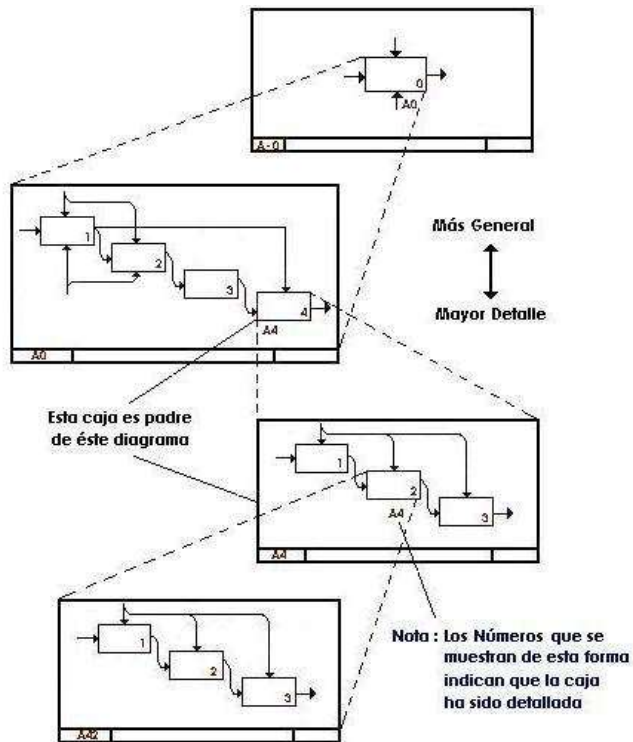 0
A0
A-0
1
2
3
4
A4
A0
Más General
Mayor Detalle
Esta caja es padre
de éste diagrama
1
2
A4
3
A4
1
2
3
A42
Nota : Los Números que se
muestran de esta forma
indican que la caja
ha sido detallada